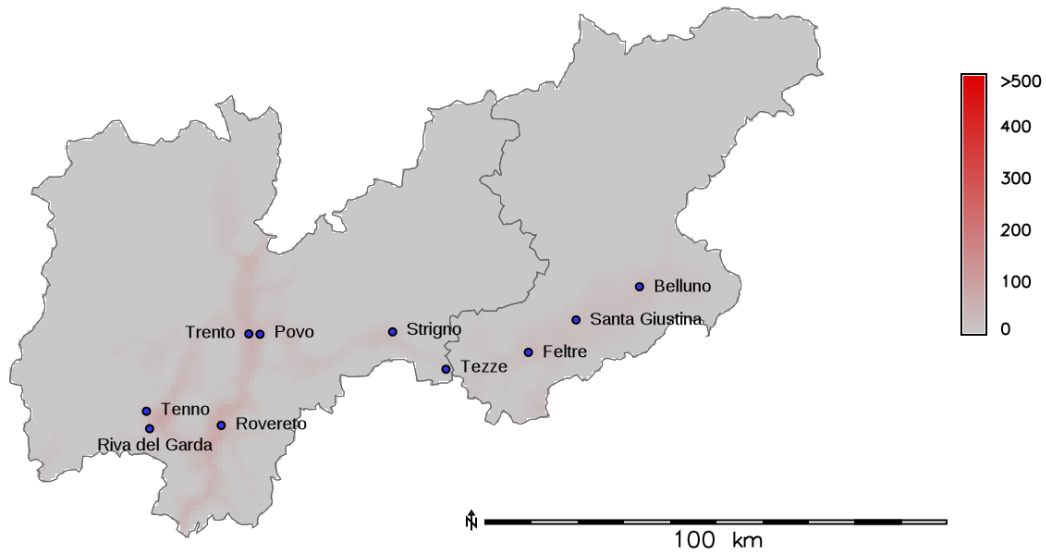 >500
400
300
200
100
0
Belluno
Santa Giustina
Trento
Povo
Strigno
Feltre
Tezze
Tenno
Rovereto
Riva del Garda
N
100 km